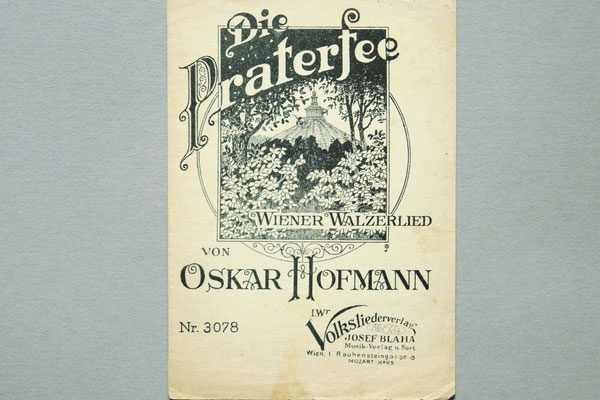 Die
Praterfee
WIENER WALZERLIED
VON
OSKAR HOFMANN
Nr. 3078
I.Wr
Volksliederverlag
JOSEF BLAHA
Musik-Verlag u. Sort
Wien, I. Rauhensteingasse 8
MOZART-HAUS